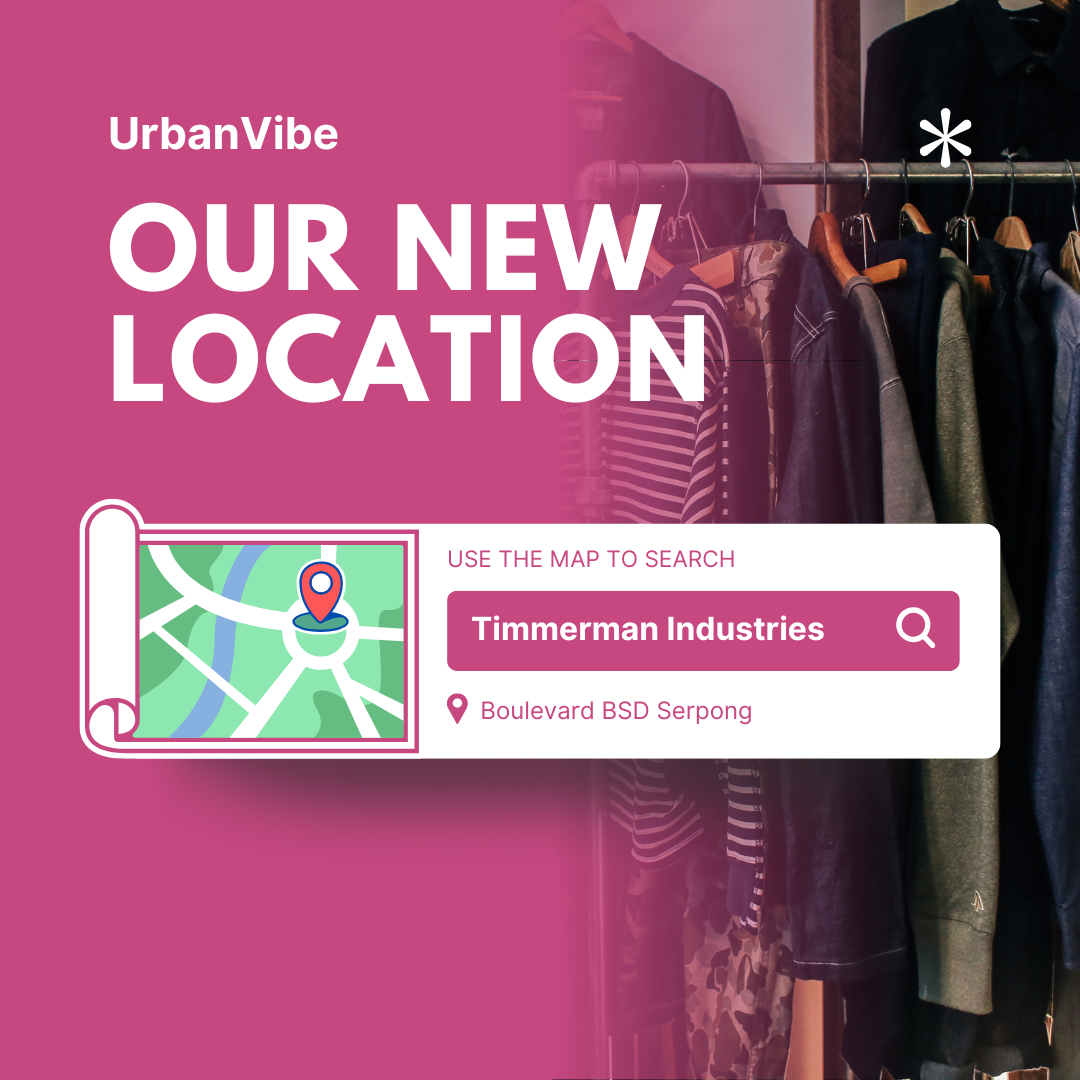 UrbanVibe
OUR NEW
LOCATION
USE THE MAP TO SEARCH
Timmerman Industries
Boulevard BSD Serpong